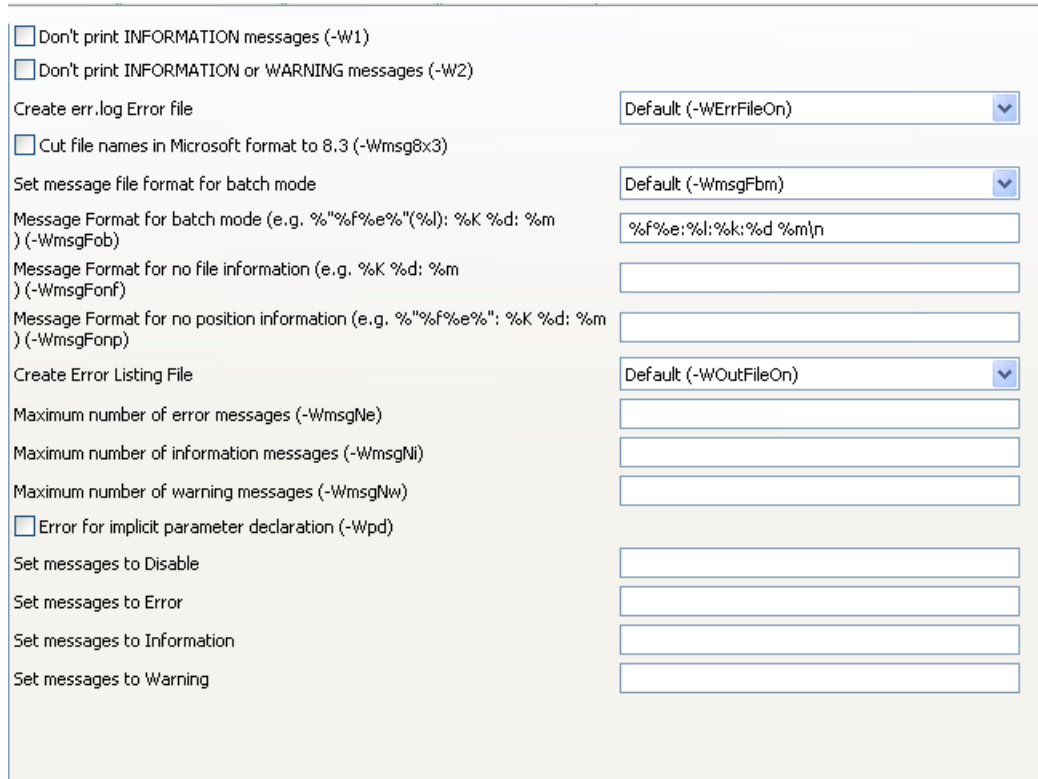 Don't print INFORMATION messages (-W1)
Don't print INFORMATION or WARNING messages (-W2)
Create err.log Error file
Default (-WErrFileOn)
Cut file names in Microsoft format to 8.3 (-Wmsg8x3)
Set message file format for batch mode
Default (-WmsgFbm)
Message Format for batch mode (e.g. %"%f%e%"(%l): %K %d: %m
) (-WmsgFob)
%f%e:%l:%k:%d %m\n
Message Format for no file information (e.g. %K %d: %m
) (-WmsgFonf)
Message Format for no position information (e.g. %"%f%e%": %K %d: %m
) (-WmsgFonp)
Create Error Listing File
Default (-WOutFileOn)
Maximum number of error messages (-WmsgNe)
Maximum number of information messages (-WmsgNi)
Maximum number of warning messages (-WmsgNw)
Error for implicit parameter declaration (-Wpd)
Set messages to Disable
Set messages to Error
Set messages to Information
Set messages to Warning